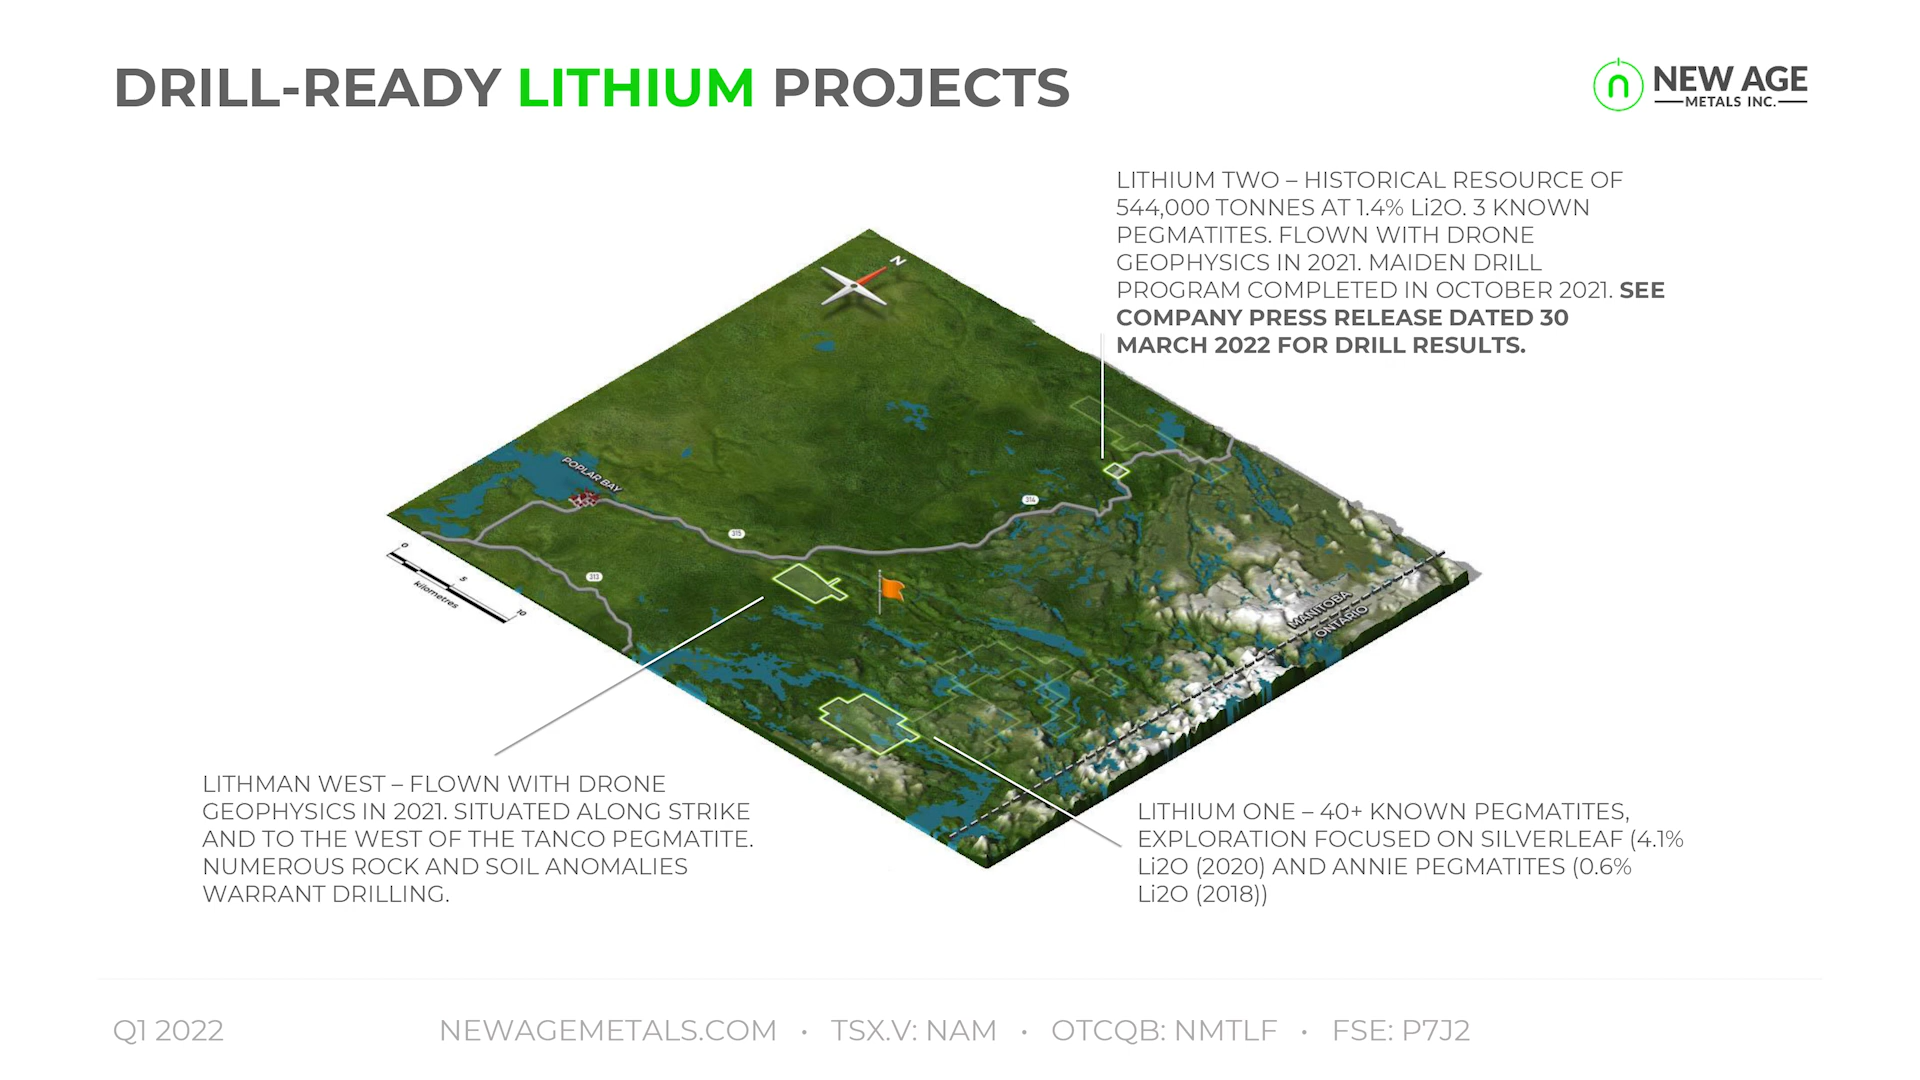 DRILL-READY LITHIUM PROJECTS
n
NEW AGE
METALS INC.
LITHIUM TWO – HISTORICAL RESOURCE OF
544,000 TONNES AT 1.4% Li2O. 3 KNOWN
PEGMATITES. FLOWN WITH DRONE
GEOPHYSICS IN 2021. MAIDEN DRILL
PROGRAM COMPLETED IN OCTOBER 2021. SEE
COMPANY PRESS RELEASE DATED 30
MARCH 2022 FOR DRILL RESULTS.
N
POPLAR BAY
314
315
313
0
5
10
kilometres
MANITOBA
ONTARIO
LITHMAN WEST – FLOWN WITH DRONE
GEOPHYSICS IN 2021. SITUATED ALONG STRIKE
AND TO THE WEST OF THE TANCO PEGMATITE.
NUMEROUS ROCK AND SOIL ANOMALIES
WARRANT DRILLING.
LITHIUM ONE – 40+ KNOWN PEGMATITES,
EXPLORATION FOCUSED ON SILVERLEAF (4.1%
Li2O (2020) AND ANNIE PEGMATITES (0.6%
Li2O (2018))
Q1 2022
NEWAGEMETALS.COM • TSX.V: NAM • OTCQB: NMTLF • FSE: P7J2